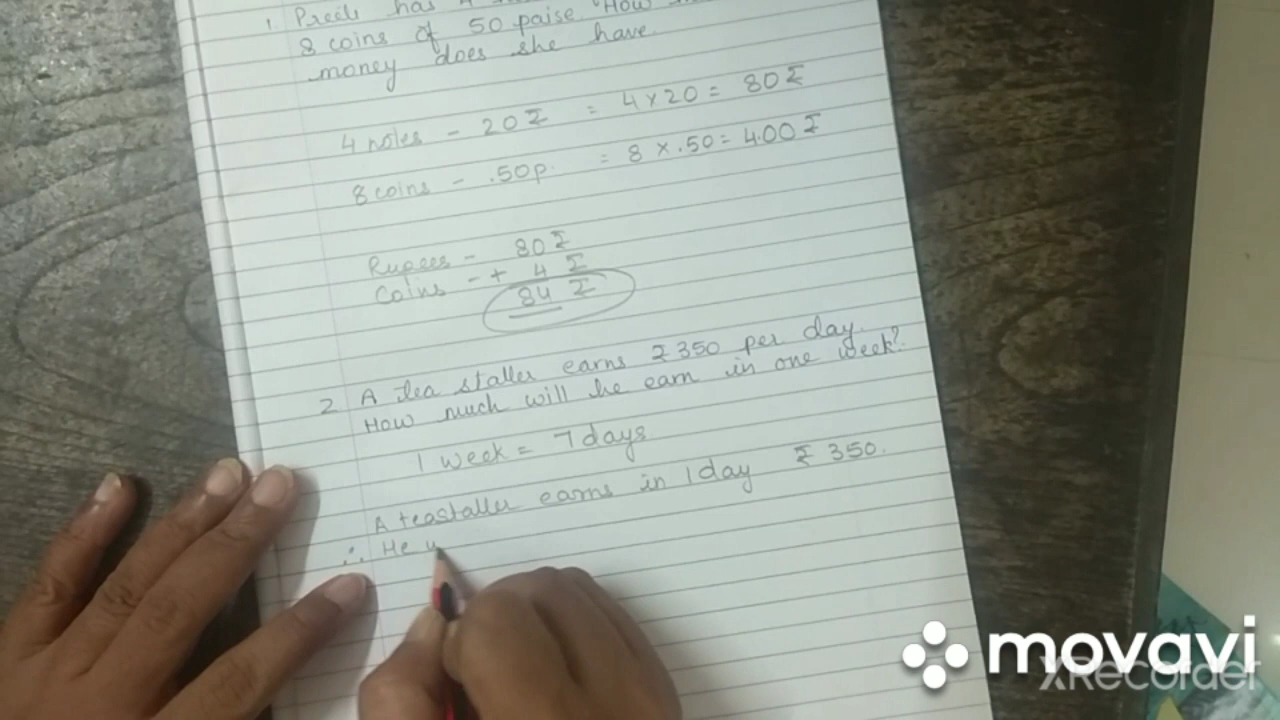 1. Preeti has 4
8 coins of 50 paise. How
money does she have.
4 notes - 20 ₹ = 4 × 20 = 80 ₹
8 coins - .50p. = 8 × .50 = 4.00 ₹
Rupees - 80 ₹
Coins - + 4 ₹
84 ₹
2 A tea staller earns ₹ 350 per day.
How much will he earn in one week?
1 week = 7 days
A teastaller earns in 1 day ₹ 350.
∴ He
movavi
XRecorder